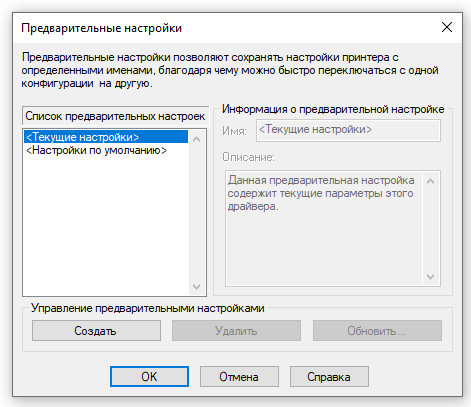 Предварительные настройки
Предварительные настройки позволяют сохранять настройки принтера с
определенными именами, благодаря чему можно быстро переключаться с одной
конфигурации на другую.
Список предварительных настроек
<Текущие настройки>
<Настройки по умолчанию>
Информация о предварительной настройке
Имя:
<Текущие настройки>
Описание:
Данная предварительная настройка
содержит текущие параметры этого
драйвера.
Управление предварительными настройками
Создать
Удалить
Обновить...
OK
Отмена
Справка